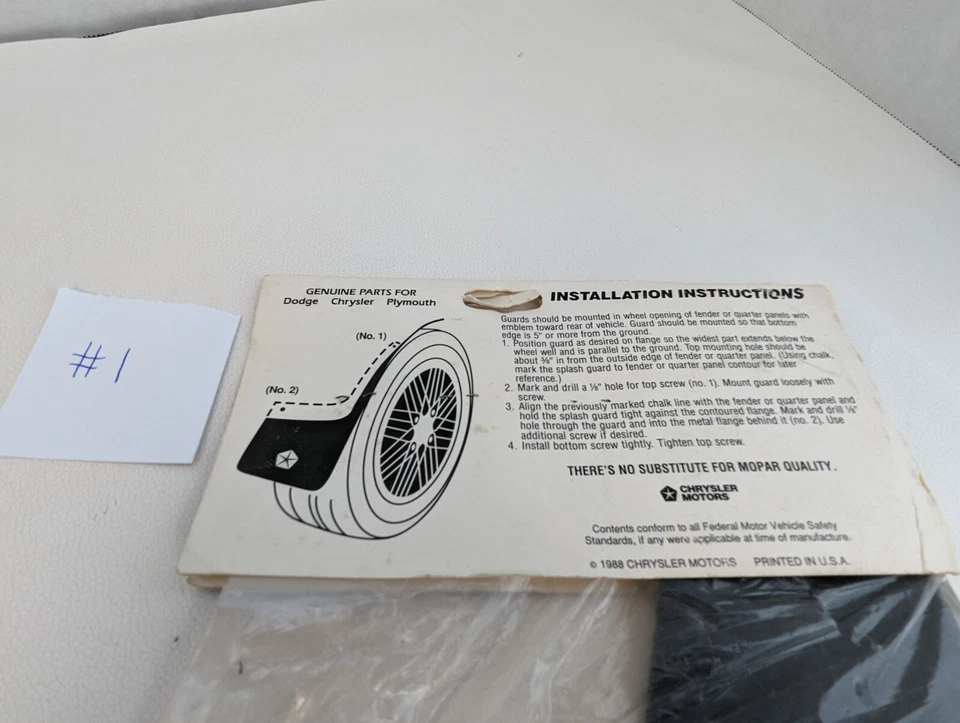 #1
GENUINE PARTS FOR
Dodge Chrysler Plymouth
(No. 1)
(No. 2)
INSTALLATION INSTRUCTIONS
Guards should be mounted in wheel opening of fender or quarter panels with
emblem toward rear of vehicle. Guard should be mounted so that bottom
edge is 5" or more from the ground.
1. Position guard as desired on flange so the widest part extends below the
wheel well and is parallel to the ground. Top mounting hole should be
about ⅜" in from the outside edge of fender or quarter panel. (Using chalk,
mark the splash guard to fender or quarter panel contour for later
reference.)
2. Mark and drill a ⅛" hole for top screw (no. 1). Mount guard loosely with
screw.
3. Align the previously marked chalk line with the fender or quarter panel and
hold the splash guard tight against the contoured flange. Mark and drill ⅛"
hole through the guard and into the metal flange behind it (no. 2). Use
additional screw if desired.
4. Install bottom screw tightly. Tighten top screw.
THERE'S NO SUBSTITUTE FOR MOPAR QUALITY.
CHRYSLER
MOTORS
Contents conform to all Federal Motor Vehicle Safety
Standards, if any were applicable at time of manufacture.
© 1988 CHRYSLER MOTORS PRINTED IN U.S.A.